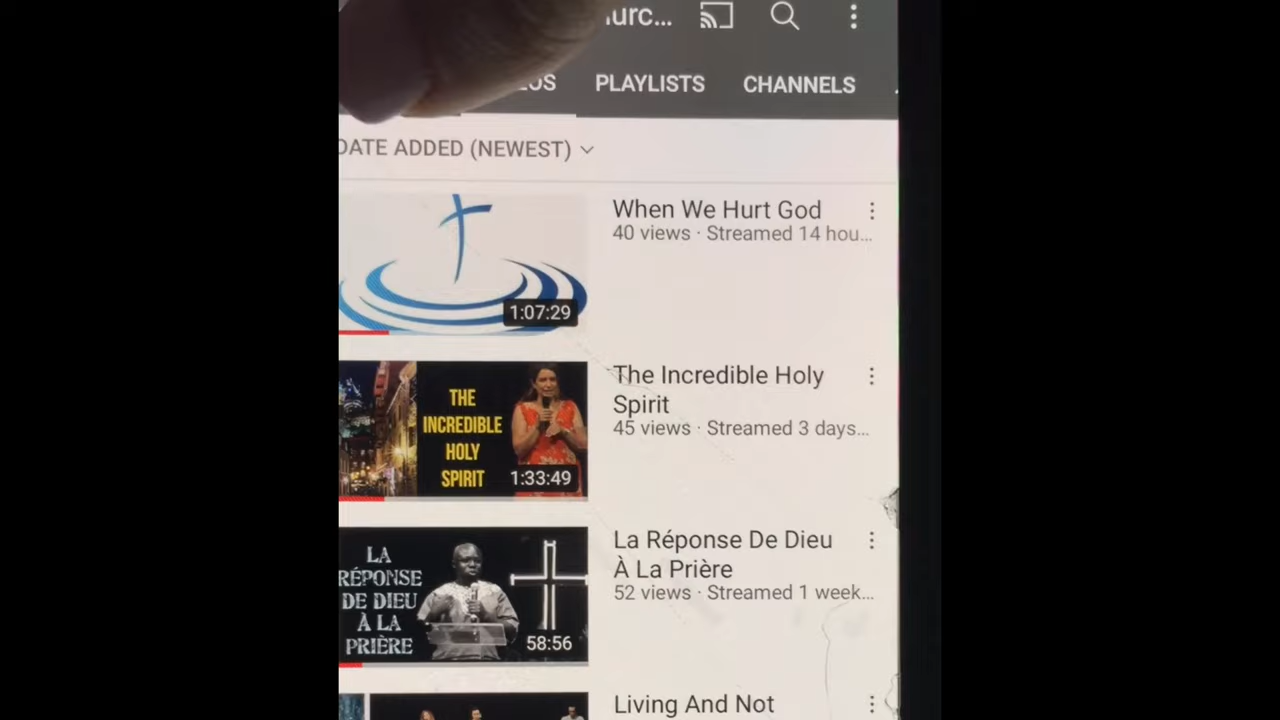 urc...
EOS PLAYLISTS CHANNELS
DATE ADDED (NEWEST)
When We Hurt God
40 views · Streamed 14 hou...
1:07:29
The Incredible Holy
Spirit
45 views · Streamed 3 days...
THE
INCREDIBLE
HOLY
SPIRIT
1:33:49
La Réponse De Dieu
À La Prière
52 views · Streamed 1 week...
LA
RÉPONSE
DE DIEU
À LA
PRIÈRE
58:56
Living And Not